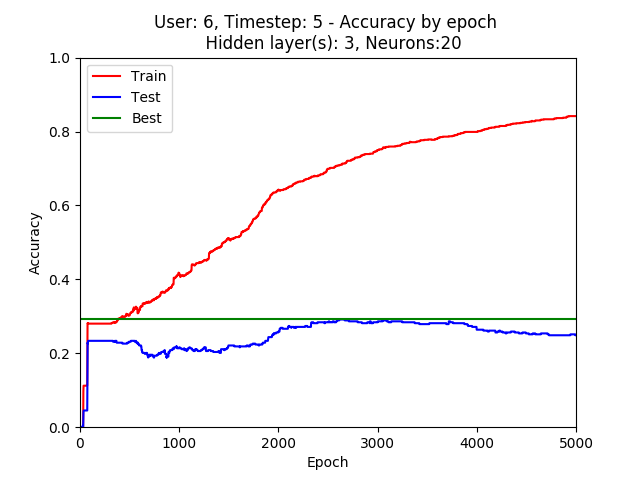 User: 6, Timestep: 5 - Accuracy by epoch
Hidden layer(s): 3, Neurons:20
1.0
0.8
0.6
0.4
0.2
0.0
Accuracy
Train
Test
Best
0 1000 2000 3000 4000 5000
Epoch